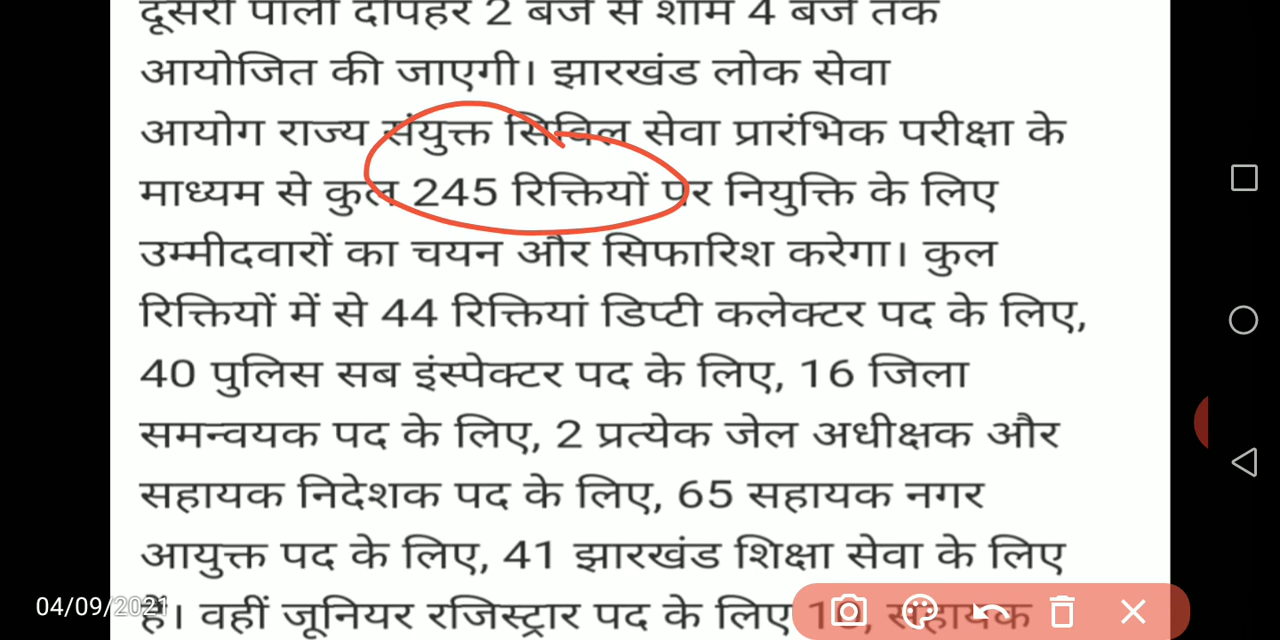 दूसरी पाली दोपहर 2 बजे से शाम 4 बजे तक
आयोजित की जाएगी। झारखंड लोक सेवा
आयोग राज्य संयुक्त सिविल सेवा प्रारंभिक परीक्षा के
माध्यम से कुल 245 रिक्तियों पर नियुक्ति के लिए
उम्मीदवारों का चयन और सिफारिश करेगा। कुल
रिक्तियों में से 44 रिक्तियां डिप्टी कलेक्टर पद के लिए,
40 पुलिस सब इंस्पेक्टर पद के लिए, 16 जिला
समन्वयक पद के लिए, 2 प्रत्येक जेल अधीक्षक और
सहायक निदेशक पद के लिए, 65 सहायक नगर
आयुक्त पद के लिए, 41 झारखंड शिक्षा सेवा के लिए
हैं। वहीं जूनियर रजिस्ट्रार पद के लिए सहायक
04/09/2021